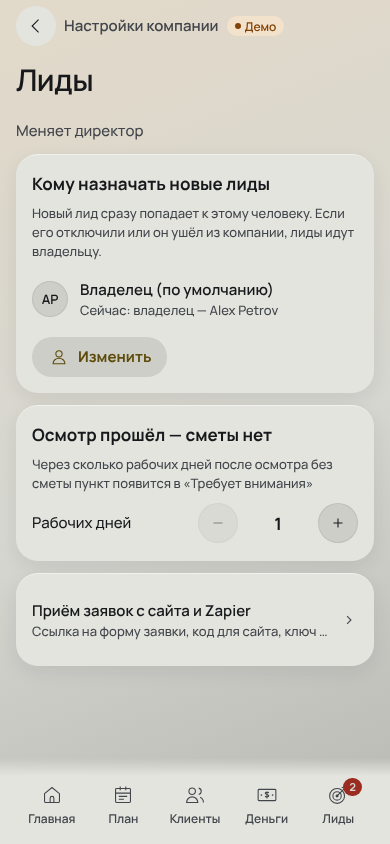 Настройки компании
Демо
Лиды
Меняет директор
Кому назначать новые лиды
Новый лид сразу попадает к этому человеку. Если
его отключили или он ушёл из компании, лиды идут
владельцу.
AP
Владелец (по умолчанию)
Сейчас: владелец — Alex Petrov
Изменить
Осмотр прошёл — сметы нет
Через сколько рабочих дней после осмотра без
сметы пункт появится в «Требует внимания»
Рабочих дней
− 1 +
Приём заявок с сайта и Zapier
Ссылка на форму заявки, код для сайта, ключ ...
2
Главная План Клиенты Деньги Лиды